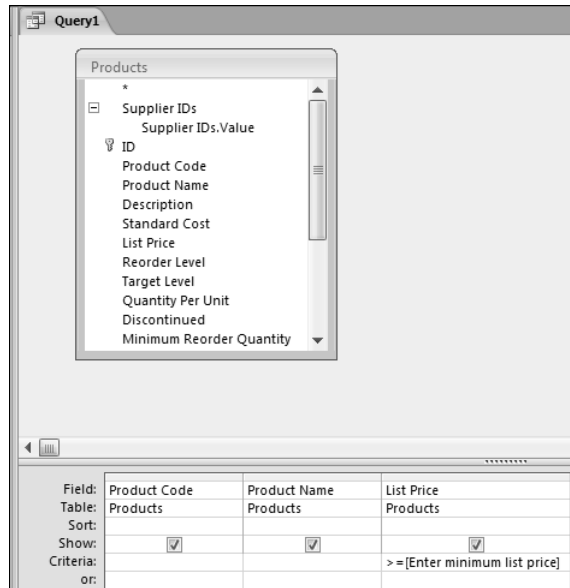 Query1
Products
*
Supplier IDs
Supplier IDs.Value
ID
Product Code
Product Name
Description
Standard Cost
List Price
Reorder Level
Target Level
Quantity Per Unit
Discontinued
Minimum Reorder Quantity
Field: Product Code Product Name List Price
Table: Products Products Products
Sort:
Show:
Criteria: >=[Enter minimum list price]
or: